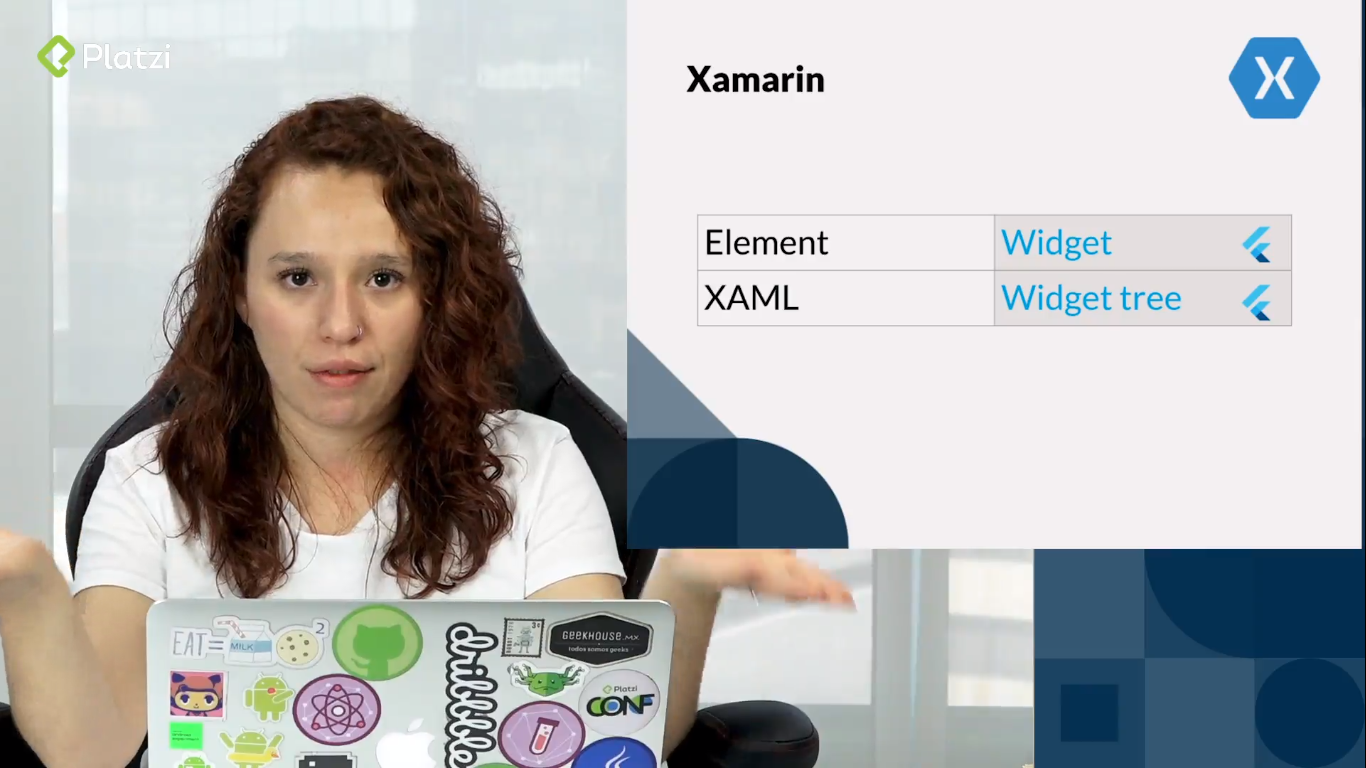 Platzi
Xamarin
X
Element Widget
XAML Widget tree
EAT=
MILK
2
dribbble
GEEKHOUSE.MX
todos somos geeks
Platzi
CONF